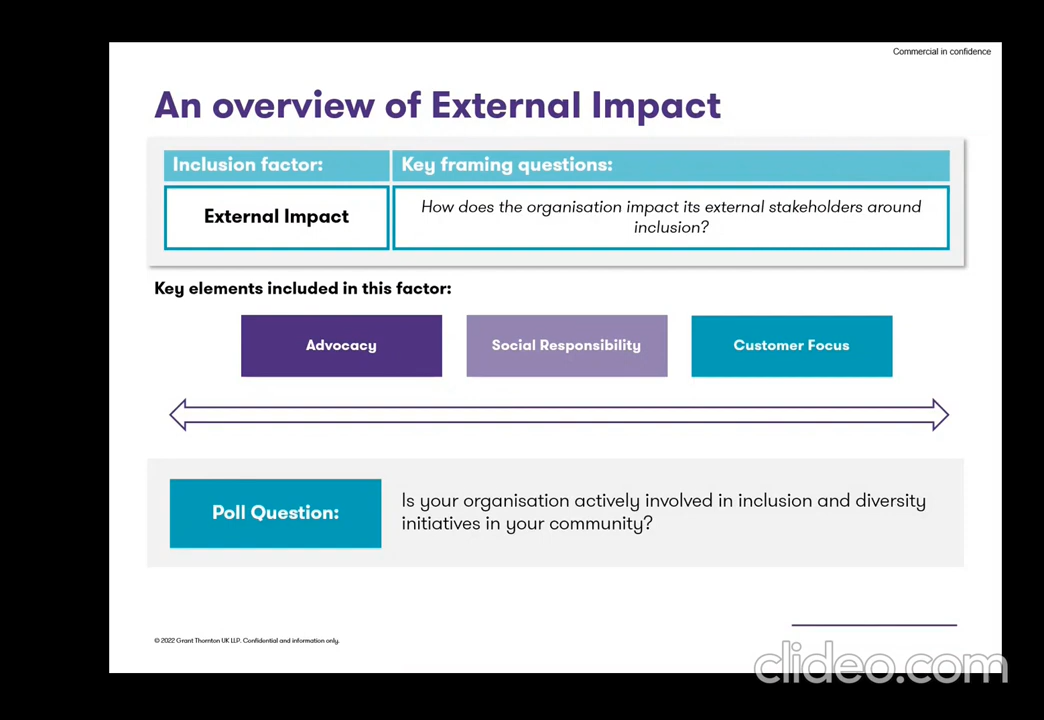 Commercial in confidence
An overview of External Impact
Inclusion factor:
Key framing questions:
External Impact
How does the organisation impact its external stakeholders around
inclusion?
Key elements included in this factor:
Advocacy
Social Responsibility
Customer Focus
Poll Question:
Is your organisation actively involved in inclusion and diversity
initiatives in your community?
© 2022 Grant Thornton UK LLP. Confidential and information only.
clideo.com